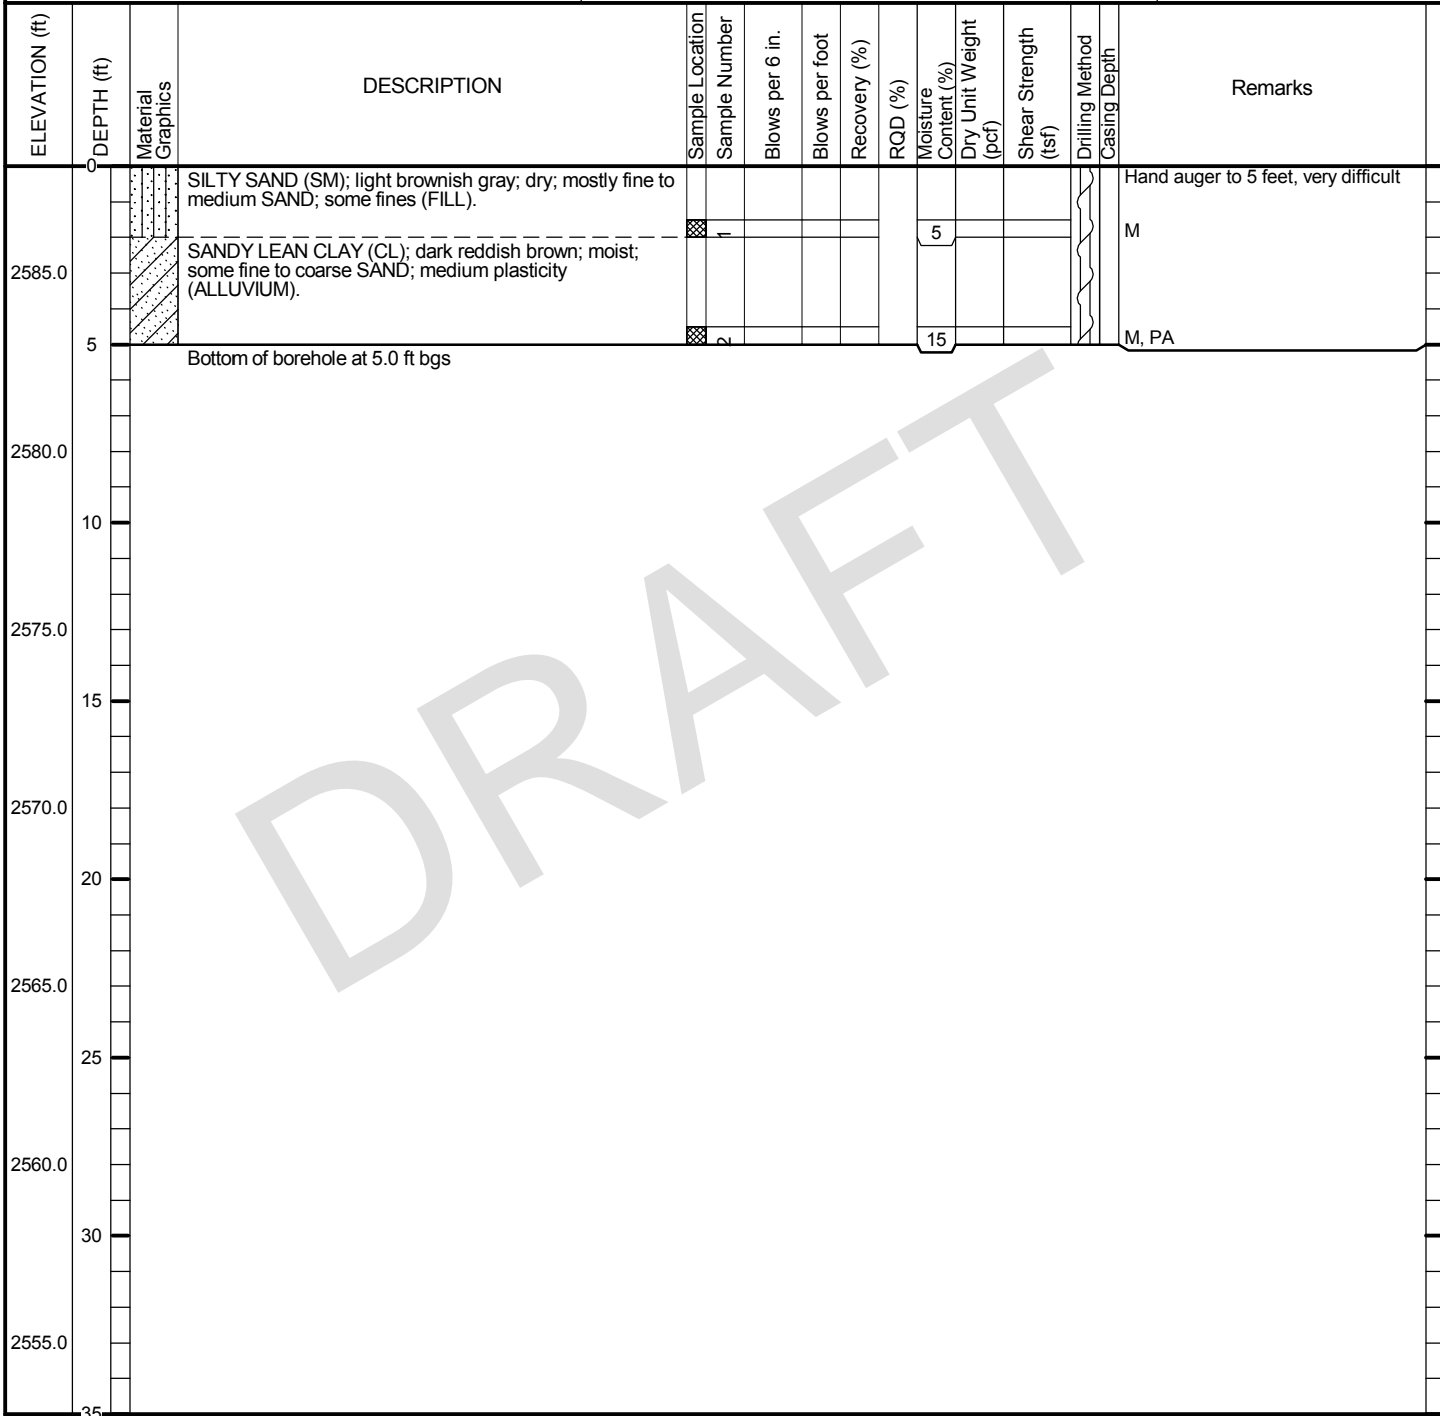 ELEVATION (ft)
DEPTH (ft)
Material
Graphics
DESCRIPTION
Sample Location
Sample Number
Blows per 6 in.
Blows per foot
Recovery (%)
RQD (%)
Moisture
Content (%)
Dry Unit Weight
(pcf)
Shear Strength
(tsf)
Drilling Method
Casing Depth
Remarks
0
SILTY SAND (SM); light brownish gray; dry; mostly fine to
medium SAND; some fines (FILL).
Hand auger to 5 feet, very difficult
1
5
M
SANDY LEAN CLAY (CL); dark reddish brown; moist;
some fine to coarse SAND; medium plasticity
(ALLUVIUM).
2585.0
2
15
M, PA
5
Bottom of borehole at 5.0 ft bgs
2580.0
10
2575.0
15
2570.0
20
2565.0
25
2560.0
30
2555.0
35
DRAFT